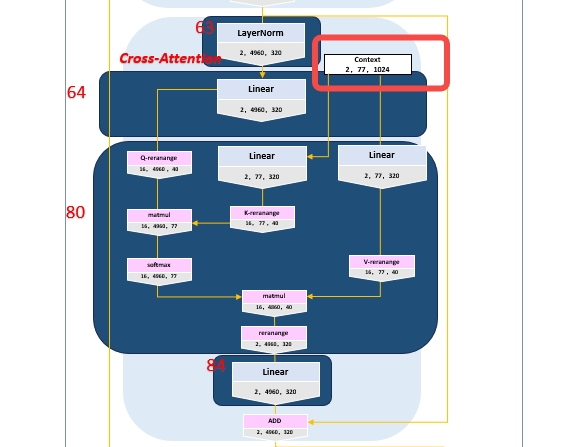 63
LayerNorm
2, 4960, 320
Context
2, 77, 1024
Cross-Attention
64
Linear
2, 4960, 320
Q-reranange
16, 4960, 40
Linear
2, 77, 320
Linear
2, 77, 320
80
matmul
16, 4960, 77
K-reranange
16, 77, 40
softmax
16, 4960, 77
V-reranange
16, 77, 40
matmul
16, 4860, 40
reranange
2, 4960, 320
84
Linear
2, 4960, 320
ADD
2, 4960, 320